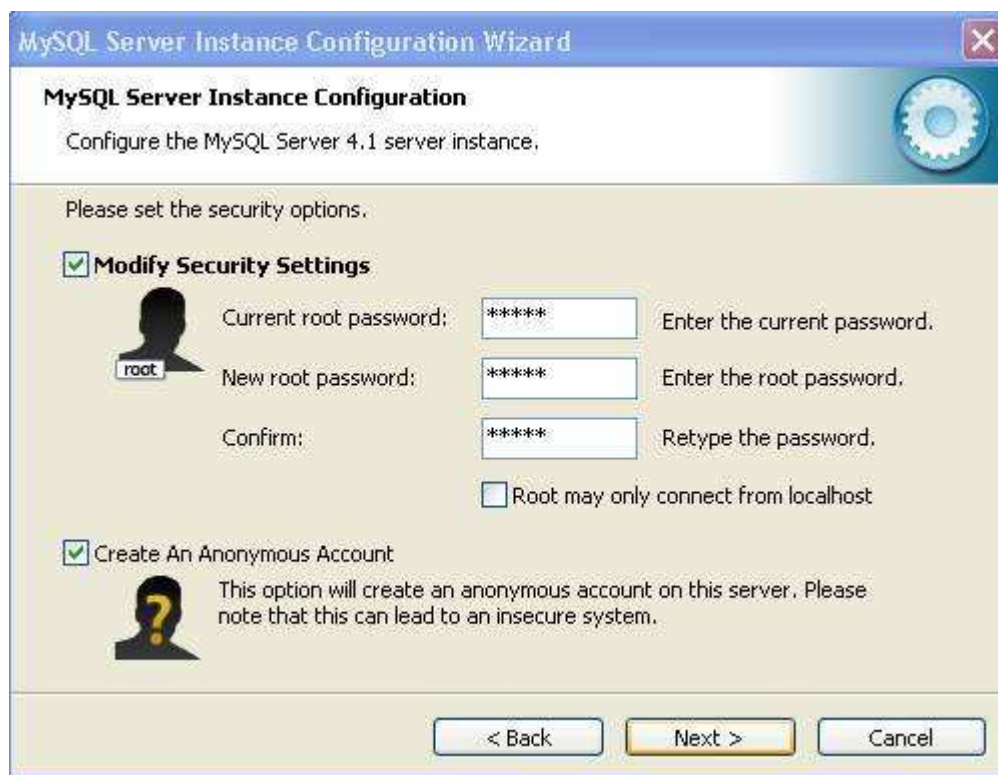 MySQL Server Instance Configuration Wizard
MySQL Server Instance Configuration
Configure the MySQL Server 4.1 server instance.
Please set the security options.
Modify Security Settings
root
Current root password: ***** Enter the current password.
New root password: ***** Enter the root password.
Confirm: ***** Retype the password.
Root may only connect from localhost
Create An Anonymous Account
?
This option will create an anonymous account on this server. Please
note that this can lead to an insecure system.
< Back Next > Cancel